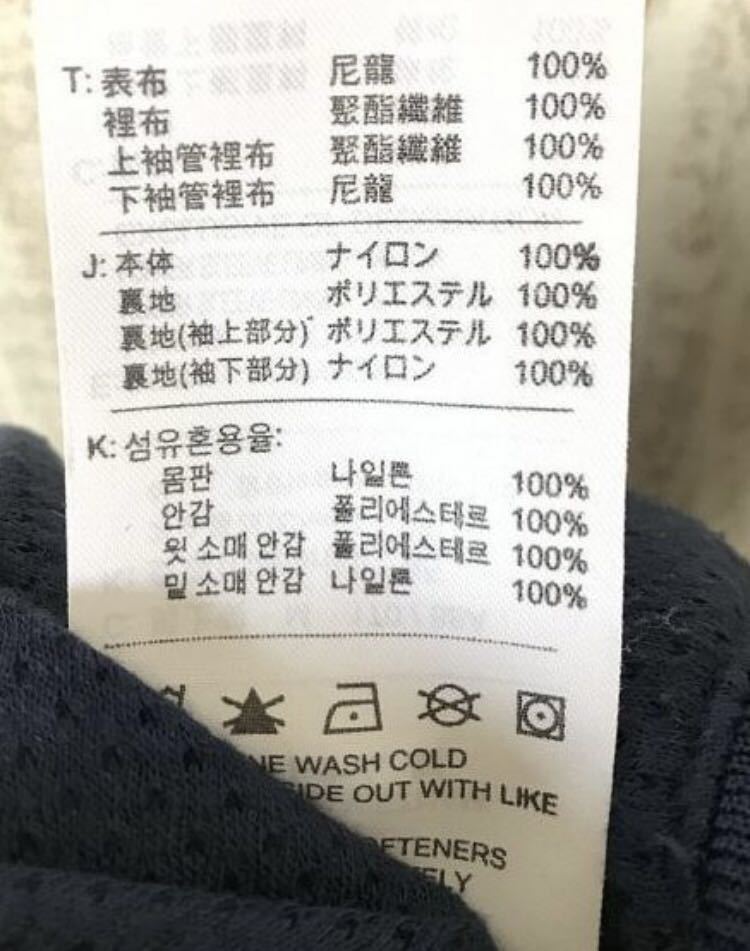 T: 表布 尼龍 100%
裡布 聚酯纖維 100%
上袖管裡布 聚酯纖維 100%
下袖管裡布 尼龍 100%
J: 本体 ナイロン 100%
裏地 ポリエステル 100%
裏地(袖上部分) ポリエステル 100%
裏地(袖下部分) ナイロン 100%
K: 섬유혼용율:
몸판 나일론 100%
안감 폴리에스테르 100%
윗 소매 안감 폴리에스테르 100%
밑 소매 안감 나일론 100%
WASH COLD
OUT WITH LIKE